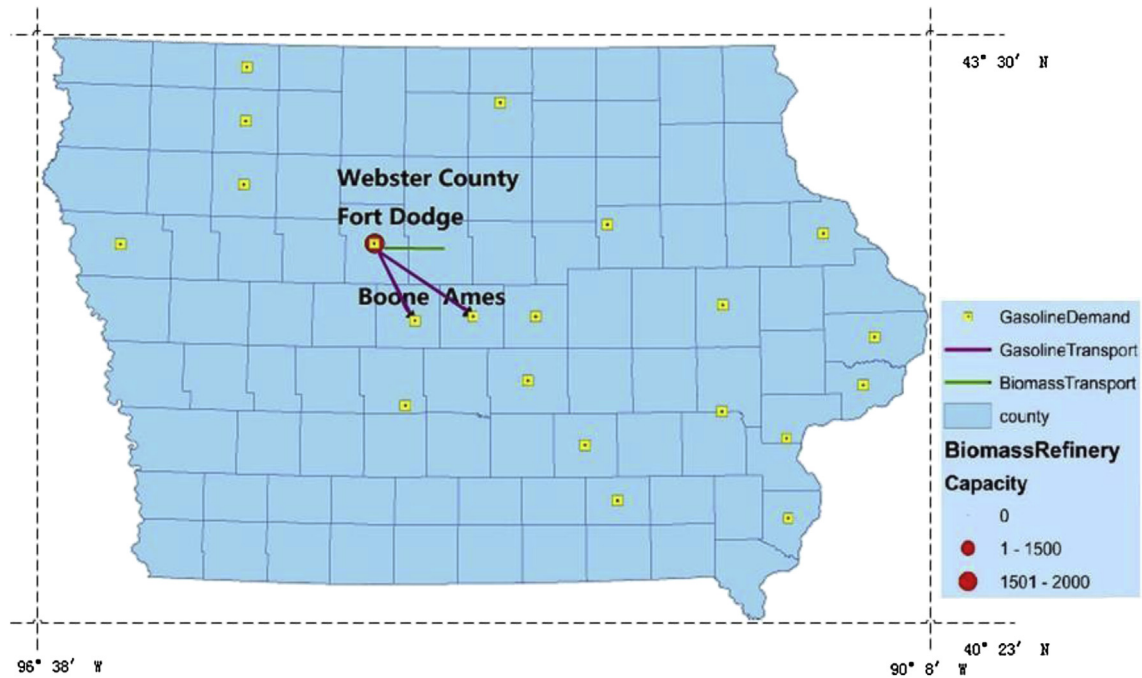 43° 30′ N
Webster County
Fort Dodge
Boone Ames
GasolineDemand
GasolineTransport
BiomassTransport
county
BiomassRefinery
Capacity
0
1 - 1500
1501 - 2000
96° 38′ W
90° 8′ W
40° 23′ N